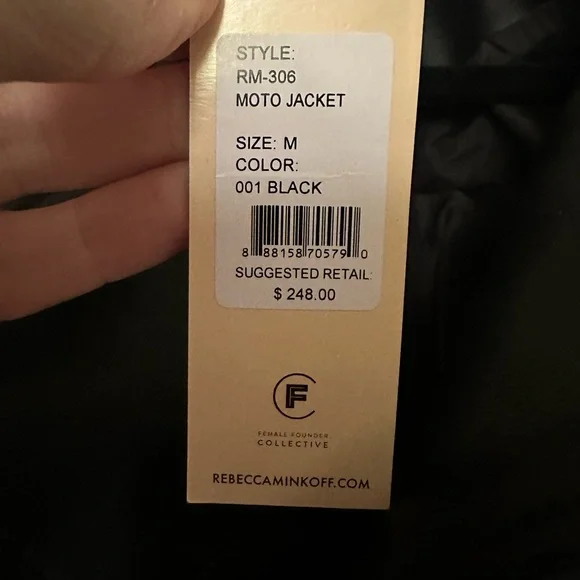 STYLE:
RM-306
MOTO JACKET
SIZE: M
COLOR:
001 BLACK
8 88158 70579 0
SUGGESTED RETAIL:
$ 248.00
F
FEMALE FOUNDER
COLLECTIVE
REBECCAMINKOFF.COM